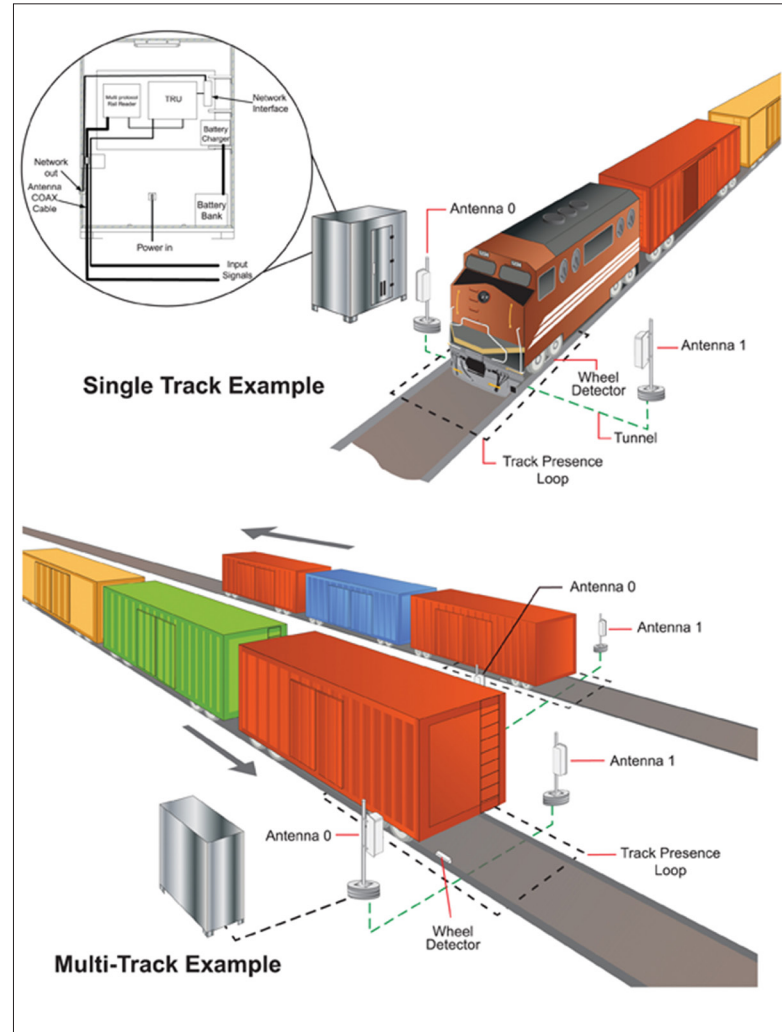 Multi protocol
Rail Reader
TRU
Network
Interface
Battery
Charger
Network
out
Antenna
COAX
Cable
Battery
Bank
Power in
Input
Signals
Antenna 0
Antenna 1
Wheel
Detector
Single Track Example
Tunnel
Track Presence
Loop
Antenna 0
Antenna 1
Antenna 1
Antenna 0
Track Presence
Loop
Wheel
Detector
Multi-Track Example